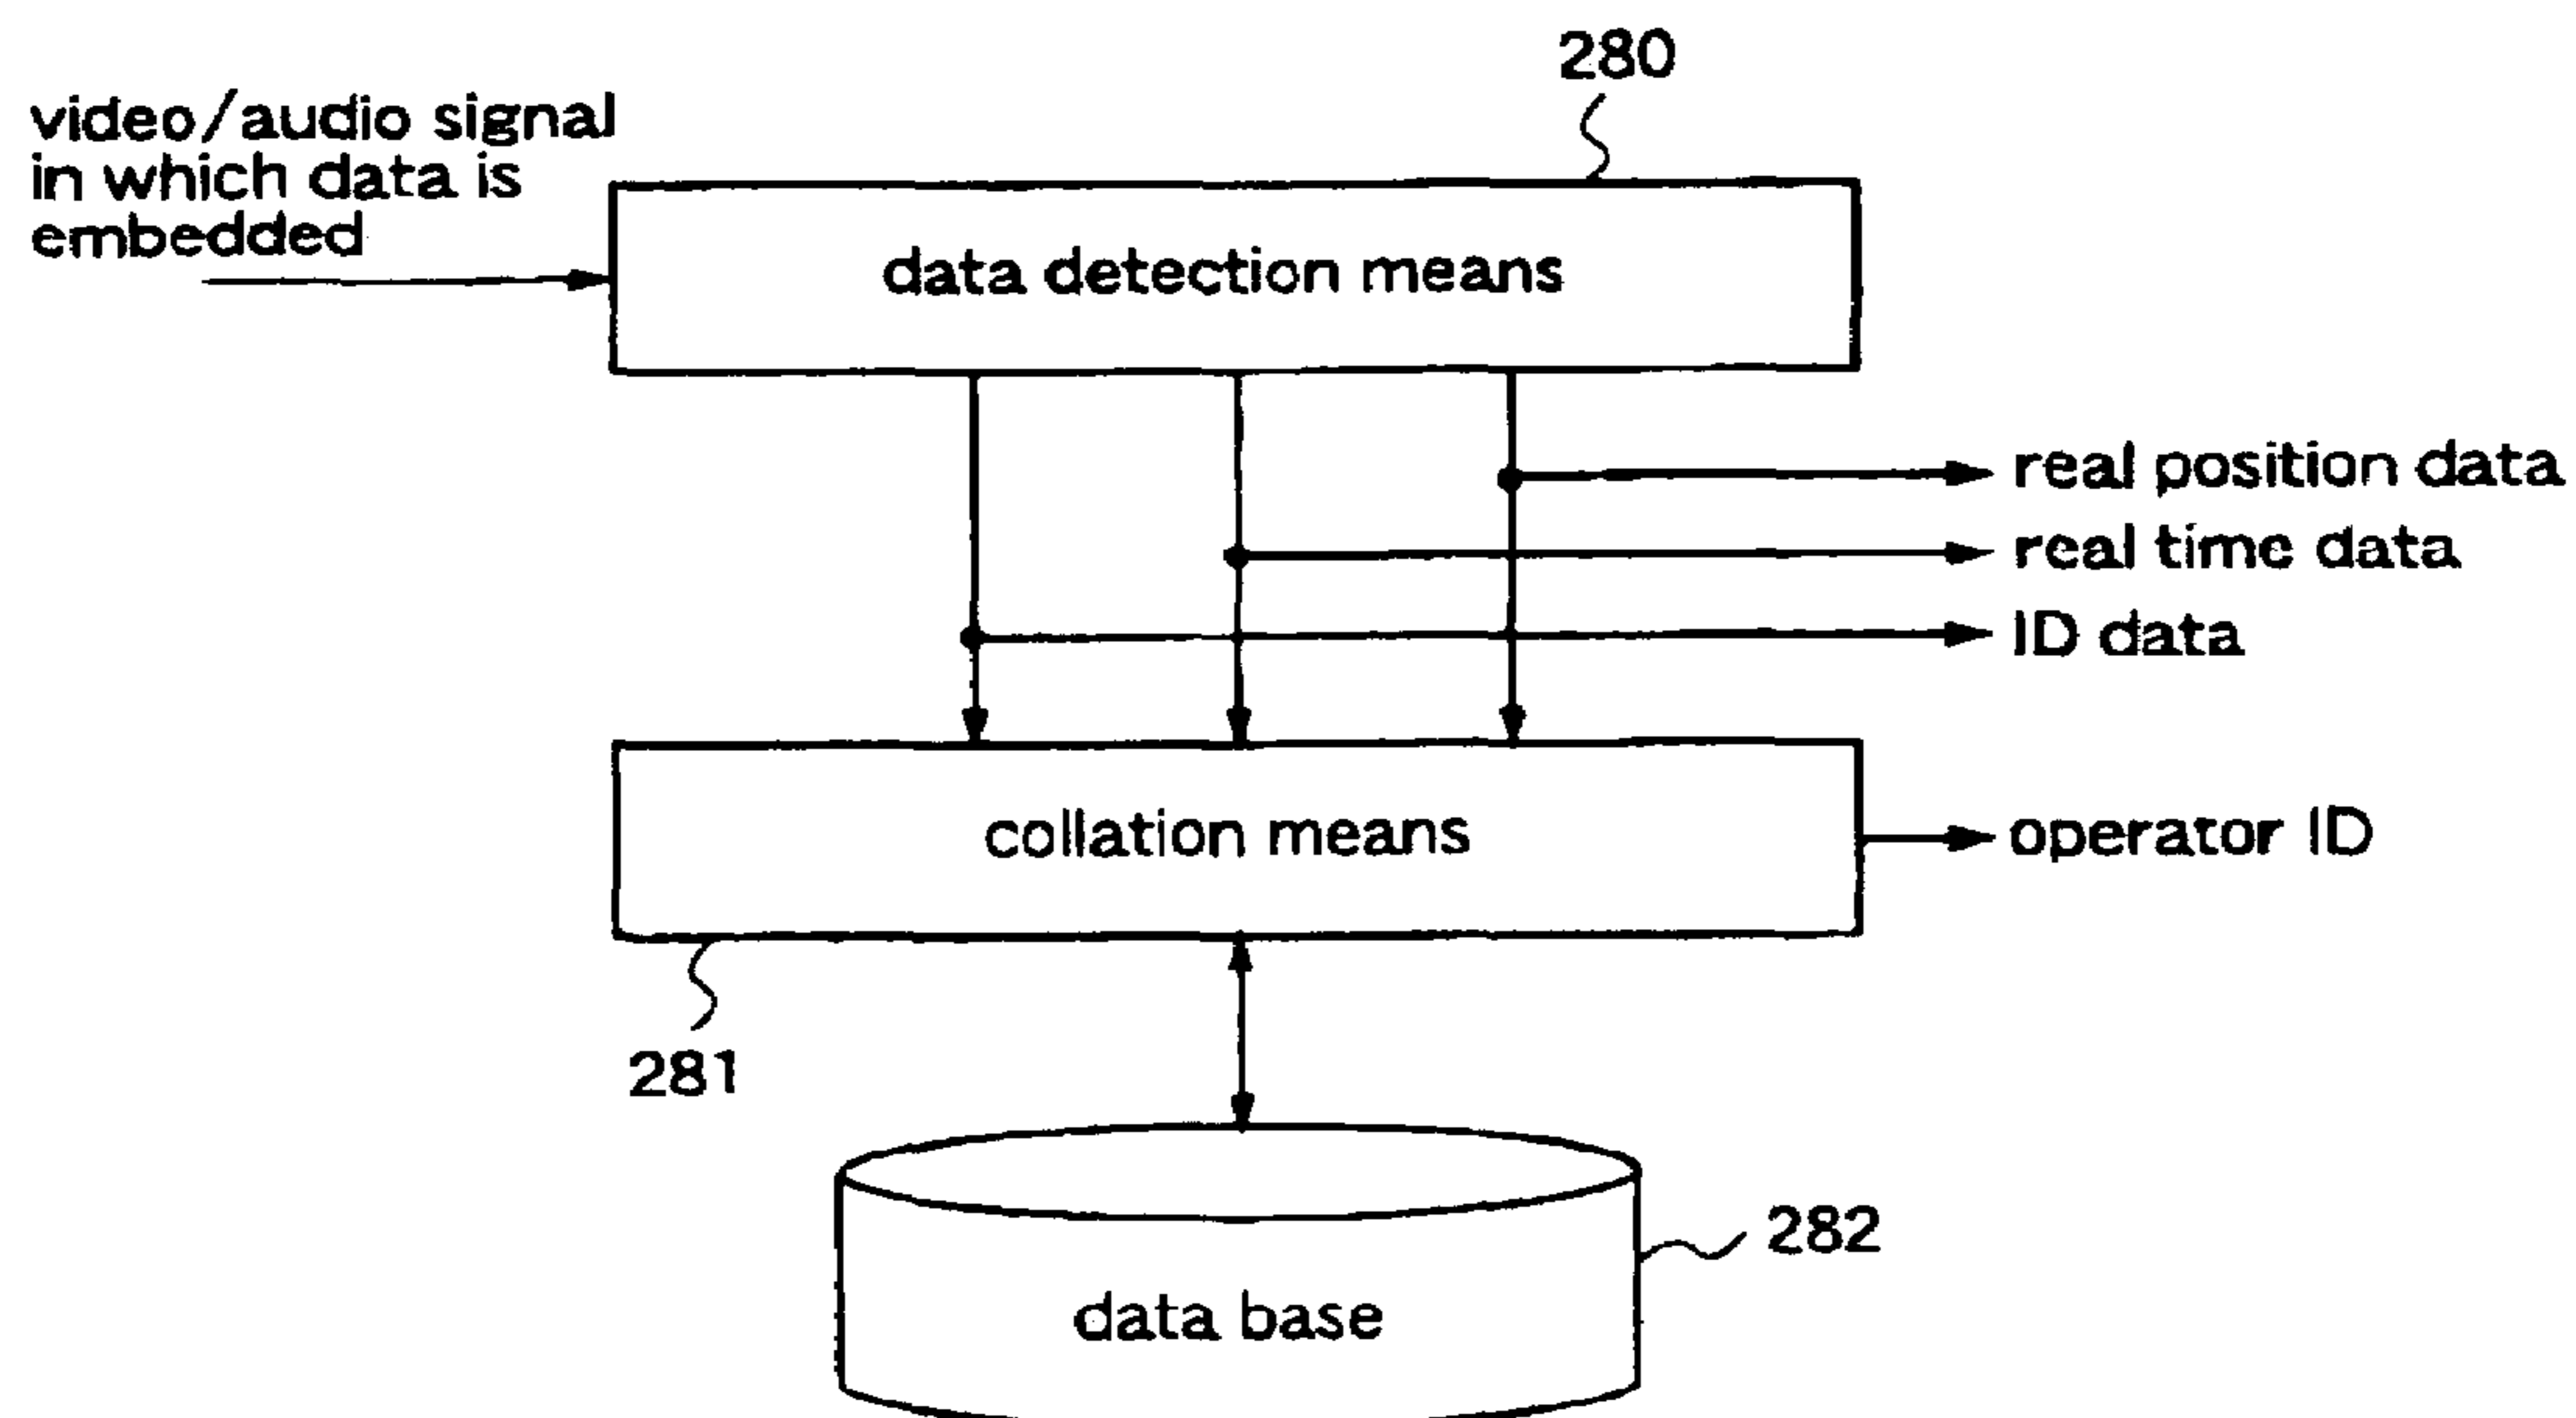 280
video/audio signal
in which data is
embedded
data detection means
real position data
real time data
ID data
collation means
operator ID
281
282
data base